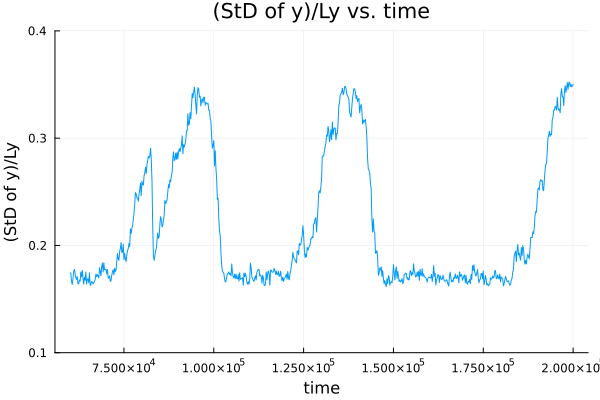 (StD of y)/Ly vs. time
(StD of y)/Ly
0.4
0.3
0.2
0.1
7.500×10⁴ 1.000×10⁵ 1.250×10⁵ 1.500×10⁵ 1.750×10⁵ 2.000×10⁵
time